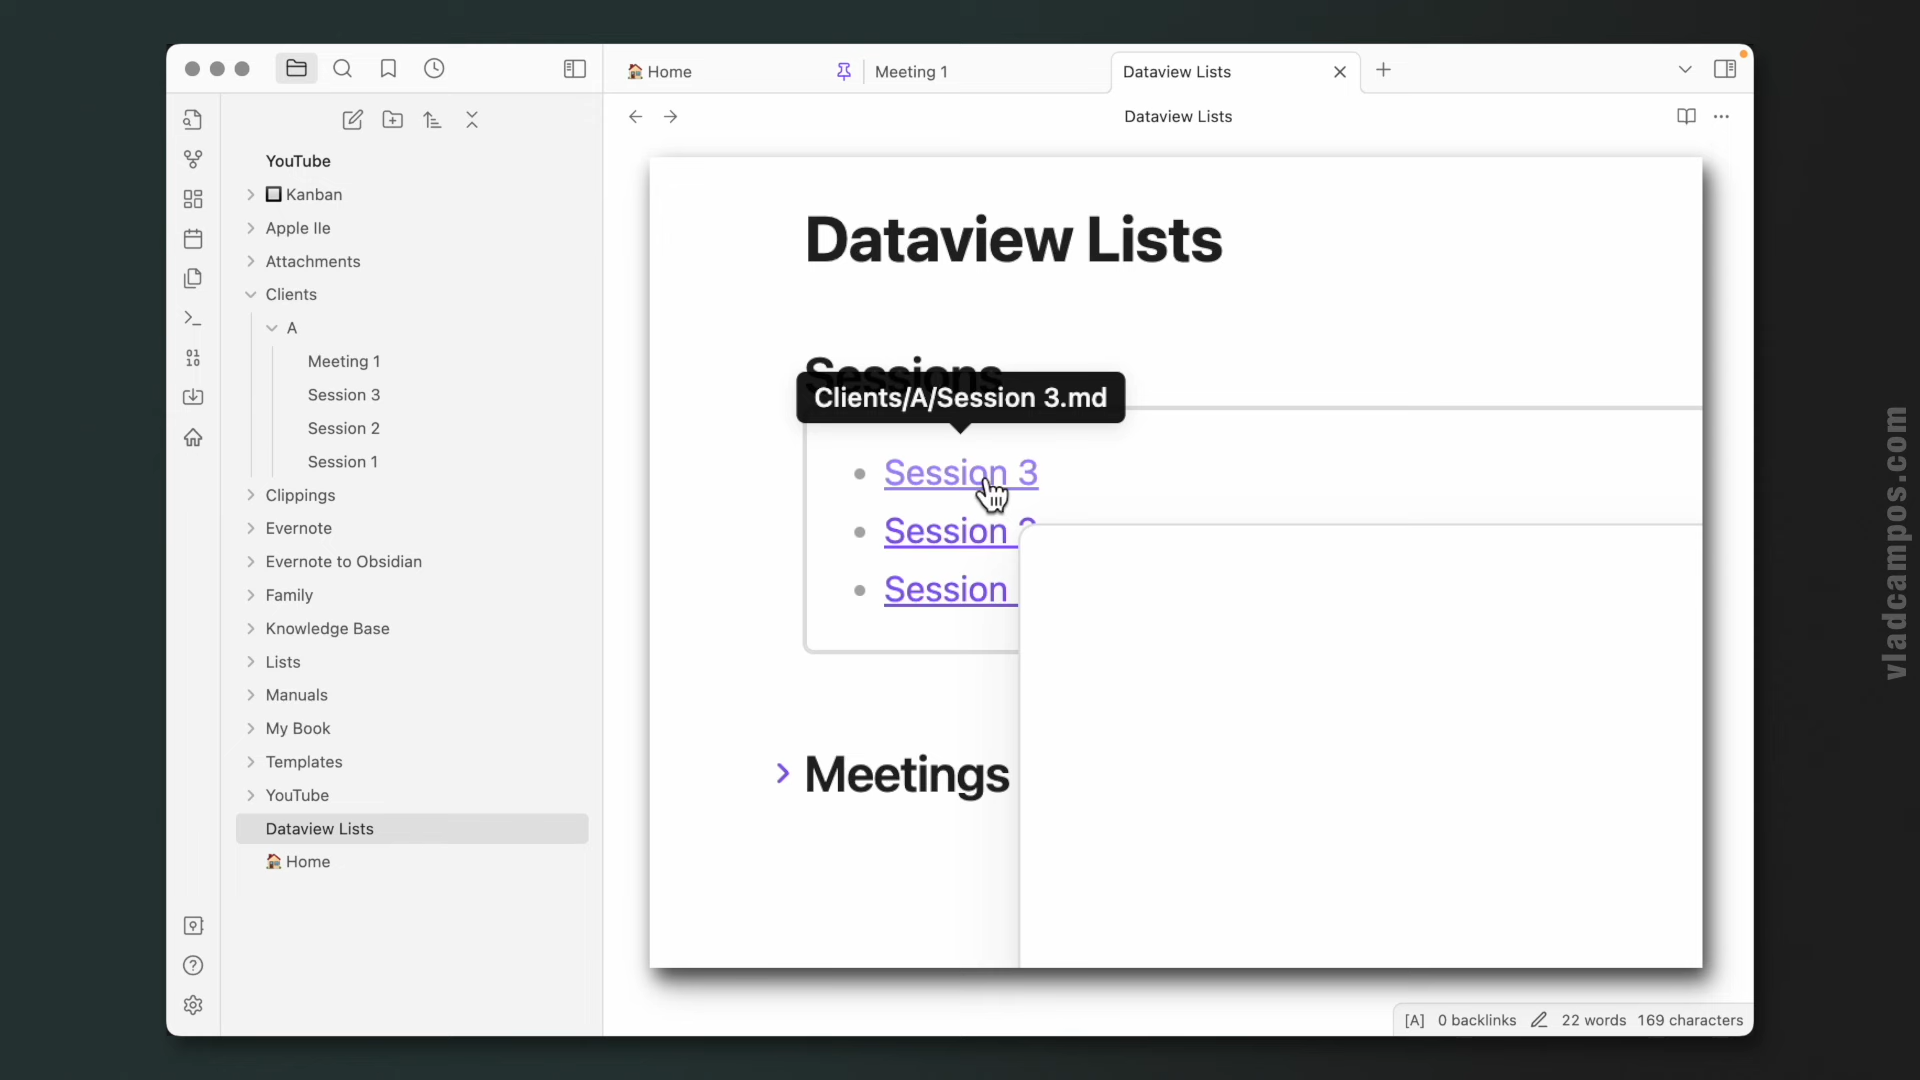 Home
Meeting 1
Dataview Lists
Dataview Lists
YouTube
Kanban
Apple IIe
Attachments
Clients
A
Meeting 1
Session 3
Session 2
Session 1
Clippings
Evernote
Evernote to Obsidian
Family
Knowledge Base
Lists
Manuals
My Book
Templates
YouTube
Dataview Lists
Home
Dataview Lists
Sessions
Clients/A/Session 3.md
Session 3
Session
Session
Meetings
[A] 0 backlinks 22 words 169 characters
vladcampos.com